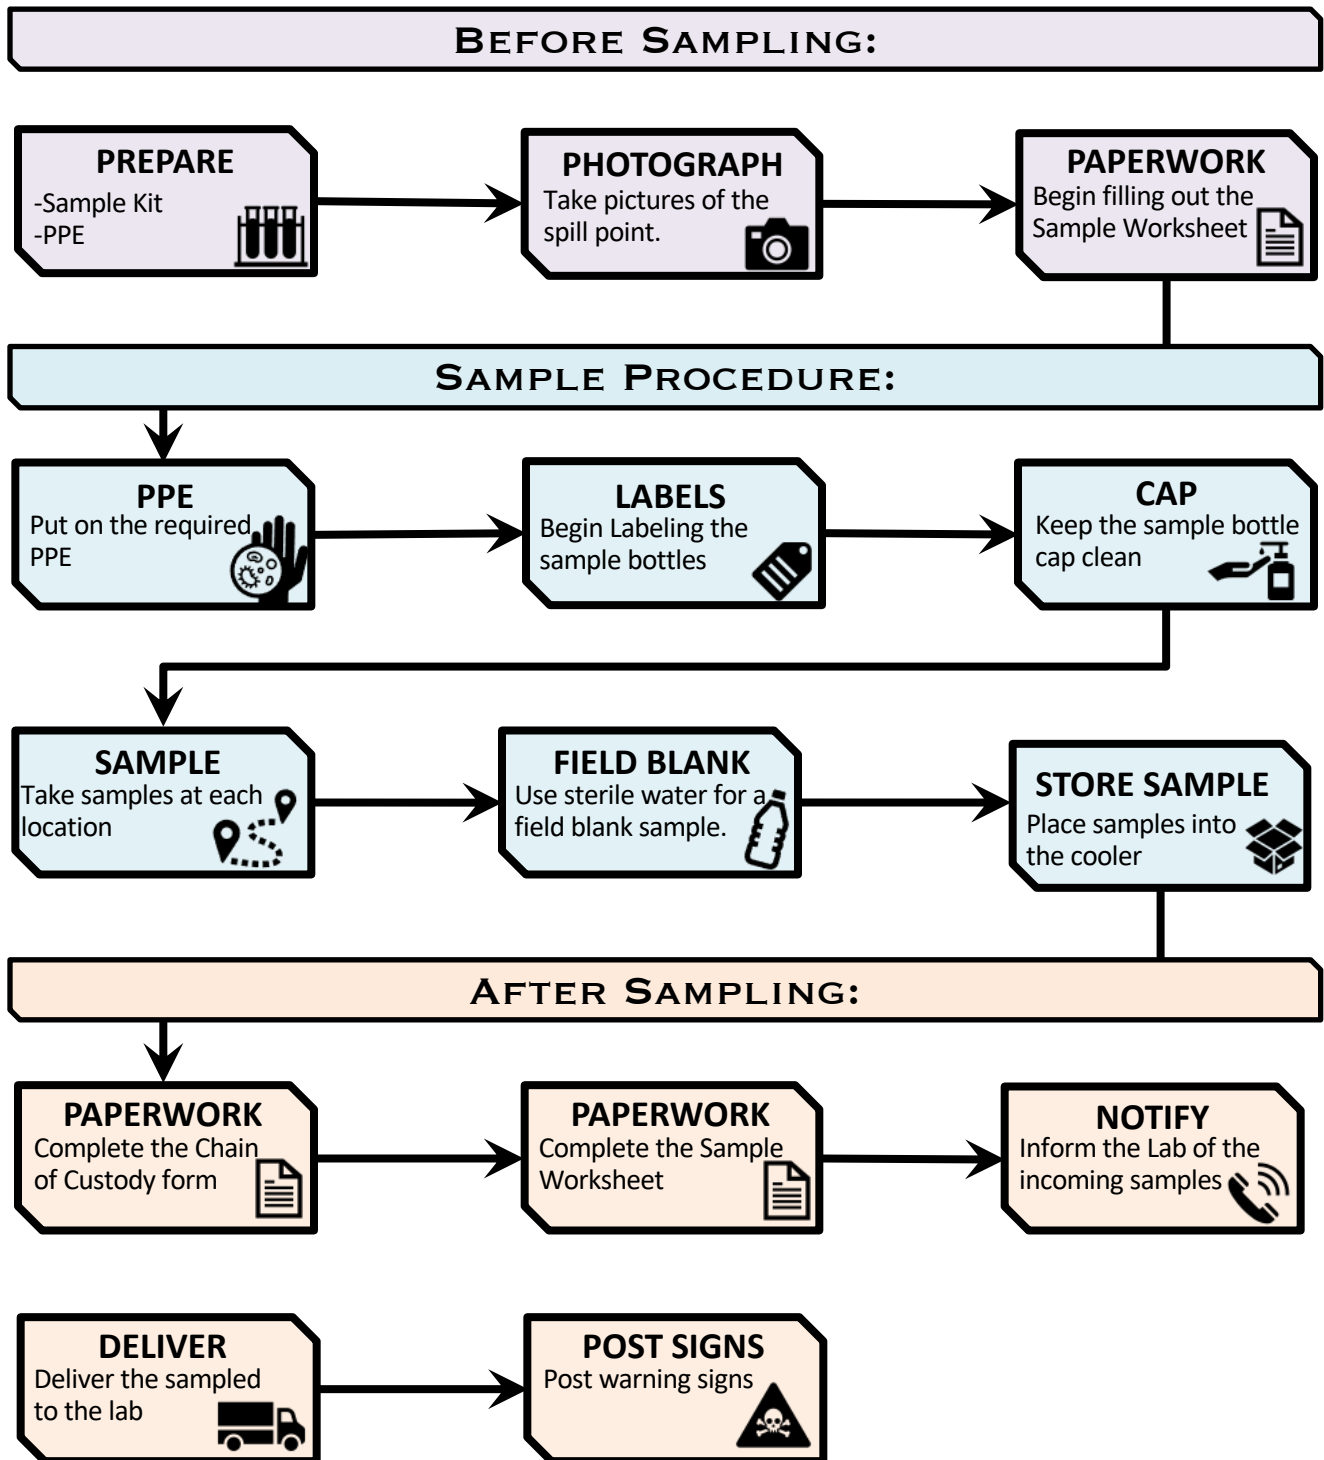 BEFORE SAMPLING:
PREPARE
-Sample Kit
-PPE
PHOTOGRAPH
Take pictures of the
spill point.
PAPERWORK
Begin filling out the
Sample Worksheet
SAMPLE PROCEDURE:
PPE
Put on the required
PPE
LABELS
Begin Labeling the
sample bottles
CAP
Keep the sample bottle
cap clean
SAMPLE
Take samples at each
location
FIELD BLANK
Use sterile water for a
field blank sample.
STORE SAMPLE
Place samples into
the cooler
AFTER SAMPLING:
PAPERWORK
Complete the Chain
of Custody form
PAPERWORK
Complete the Sample
Worksheet
NOTIFY
Inform the Lab of the
incoming samples
DELIVER
Deliver the sampled
to the lab
POST SIGNS
Post warning signs